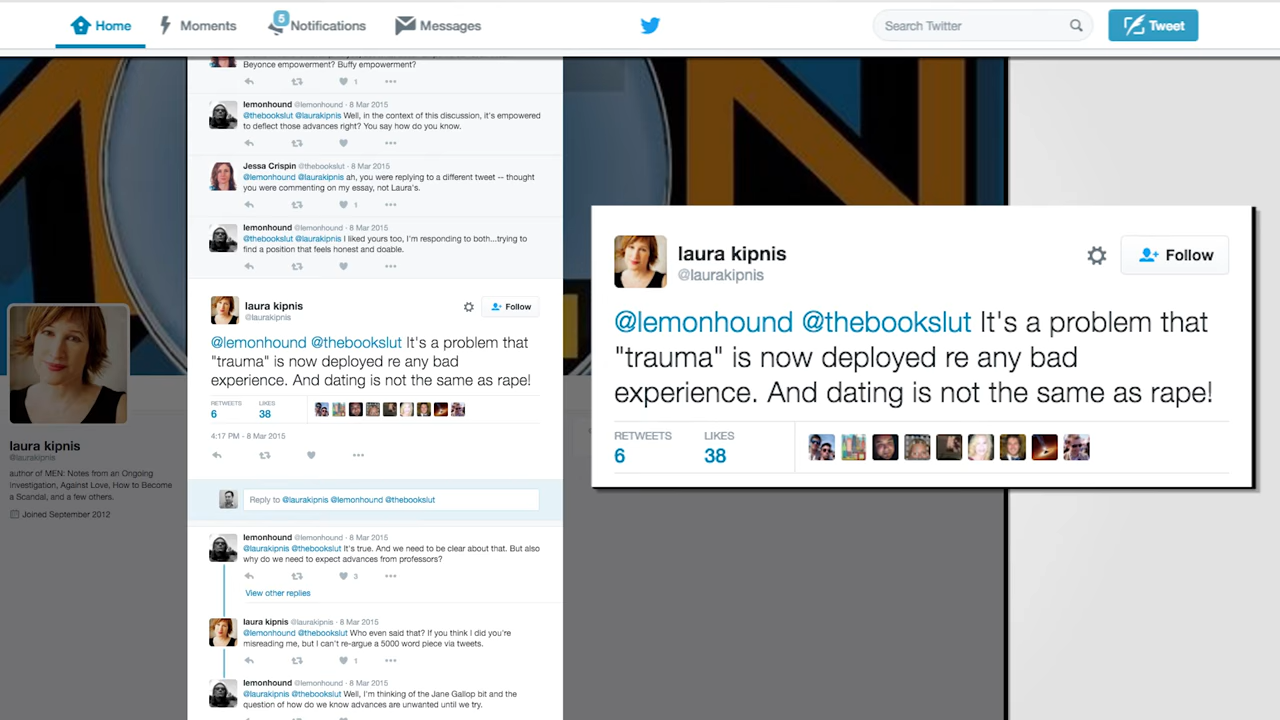 Home
Moments
5
Notifications
Messages
Search Twitter
Tweet
Beyonce empowerment? Buffy empowerment?
1
lemonhound @lemonhound · 8 Mar 2015
@thebookslut @laurakipnis Well, in the context of this discussion, it's empowered
to deflect those advances right? You say how do you know.
Jessa Crispin @thebookslut · 8 Mar 2015
@lemonhound @laurakipnis ah, you were replying to a different tweet -- thought
you were commenting on my essay, not Laura's.
1
lemonhound @lemonhound · 8 Mar 2015
@thebookslut @laurakipnis I liked yours too, I'm responding to both...trying to
find a position that feels honest and doable.
laura kipnis
@laurakipnis
Follow
@lemonhound @thebookslut It's a problem that
"trauma" is now deployed re any bad
experience. And dating is not the same as rape!
RETWEETS
6
LIKES
38
4:17 PM - 8 Mar 2015
Reply to @laurakipnis @lemonhound @thebookslut
lemonhound @lemonhound · 8 Mar 2015
@laurakipnis @thebookslut It's true. And we need to be clear about that. But also
why do we need to expect advances from professors?
3
View other replies
laura kipnis @laurakipnis · 8 Mar 2015
@lemonhound @thebookslut Who even said that? If you think I did you're
misreading me, but I can't re-argue a 5000 word piece via tweets.
1
lemonhound @lemonhound · 8 Mar 2015
@laurakipnis @thebookslut Well, I'm thinking of the Jane Gallop bit and the
question of how do we know advances are unwanted until we try.
laura kipnis
@laurakipnis
author of MEN: Notes from an Ongoing
Investigation, Against Love, How to Become
a Scandal, and a few others.
Joined September 2012
laura kipnis
@laurakipnis
Follow
@lemonhound @thebookslut It's a problem that
"trauma" is now deployed re any bad
experience. And dating is not the same as rape!
RETWEETS
6
LIKES
38